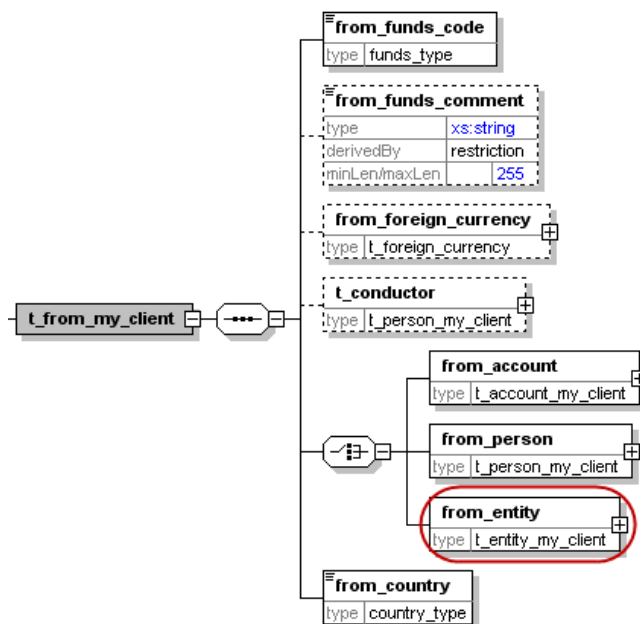 from_funds_code
type funds_type
from_funds_comment
type xs:string
derivedBy restriction
minLen/maxLen 255
from_foreign_currency
type t_foreign_currency
t_conductor
type t_person_my_client
t_from_my_client
from_account
type t_account_my_client
from_person
type t_person_my_client
from_entity
type t_entity_my_client
from_country
type country_type